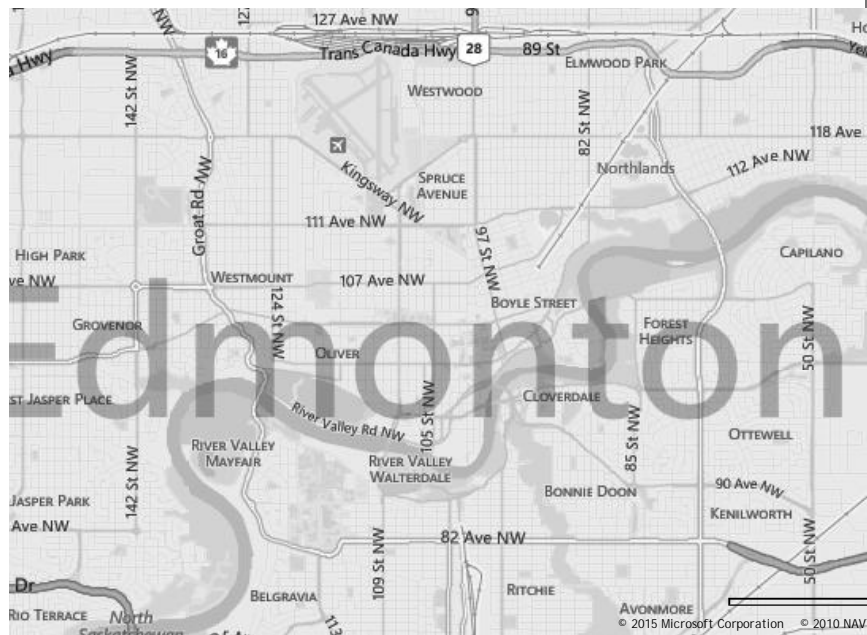 127 Ave NW
Trans Canada Hwy
16
28
89 St
Hwy
ELMWOOD PARK
WESTWOOD
142 St NW
82 St NW
118 Ave
112 Ave NW
Northlands
Kingsway NW
SPRUCE
AVENUE
Groat Rd NW
111 Ave NW
97 St NW
HIGH PARK
CAPILANO
WESTMOUNT
107 Ave NW
ve NW
BOYLE STREET
124 St NW
GROVENOR
FOREST
HEIGHTS
50 St NW
OLIVER
Edmonton
ST JASPER PLACE
CLOVERDALE
River Valley Rd NW
105 St NW
85 St NW
OTTEWELL
RIVER VALLEY
MAYFAIR
RIVER VALLEY
WALTERDALE
142 St NW
90 Ave NW
BONNIE DOON
JASPER PARK
KENILWORTH
Ave NW
82 Ave NW
109 St NW
50 St NW
Dr
BELGRAVIA
RITCHIE
AVONMORE
RIO TERRACE
North
Saskatchewan
113
© 2015 Microsoft Corporation © 2010 NAV